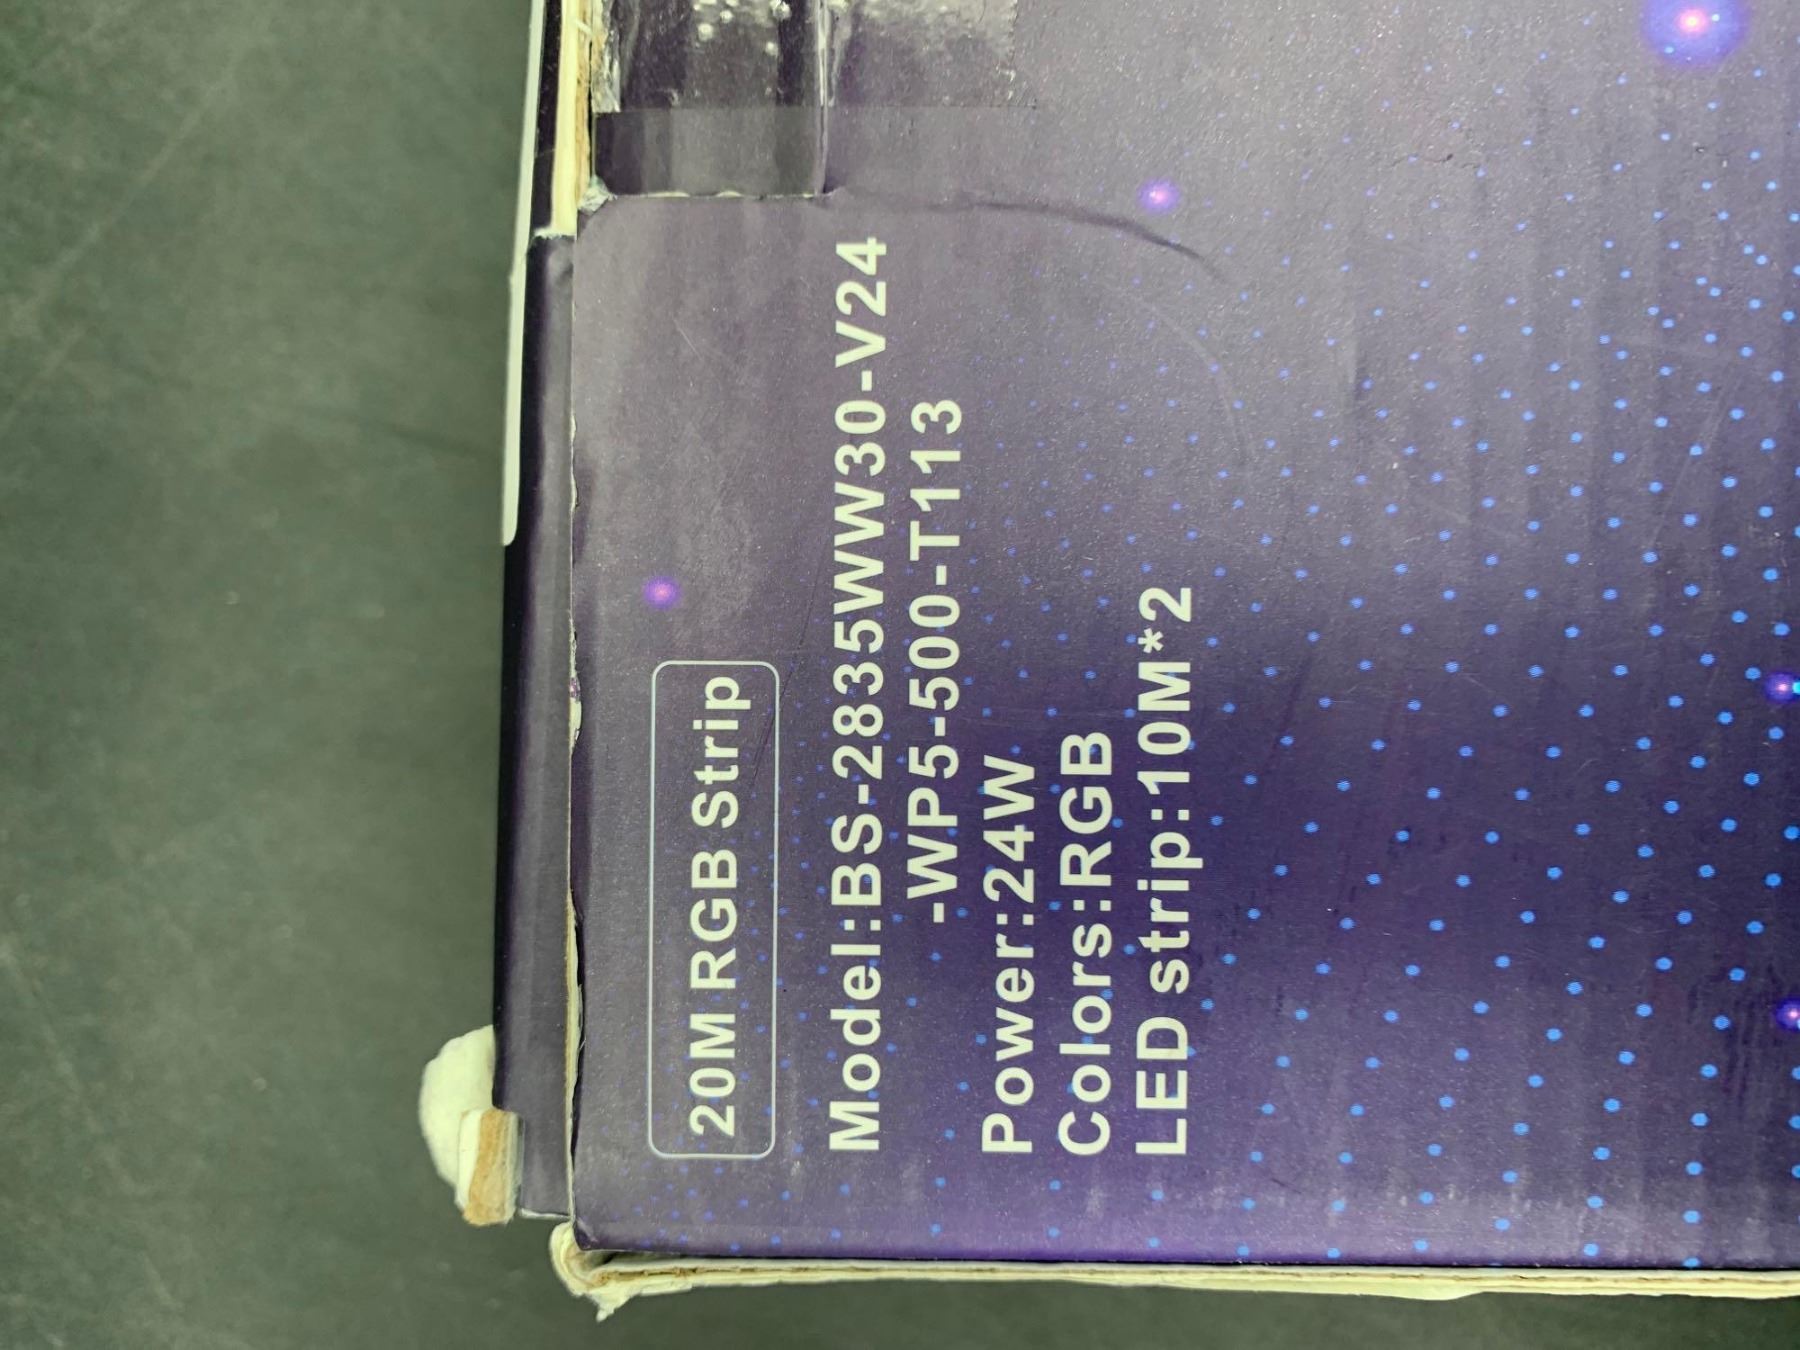 20M RGB Strip
Model:BS-2835WW30-V24
-WP5-500-T113
Power:24W
Colors:RGB
LED strip:10M*2